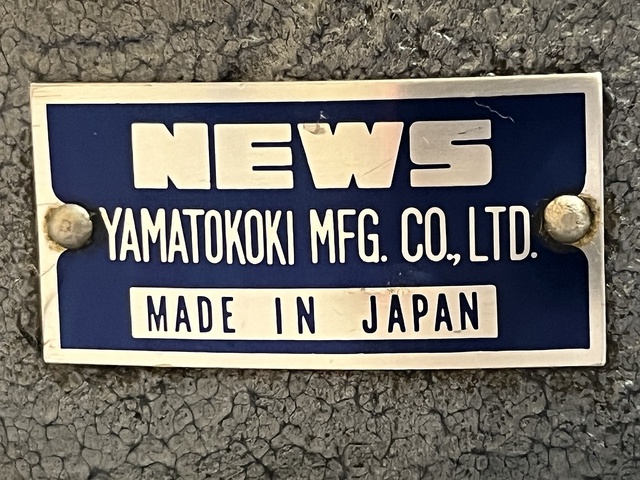 NEWS
YAMATOKOKI MFG. CO., LTD.
MADE IN JAPAN